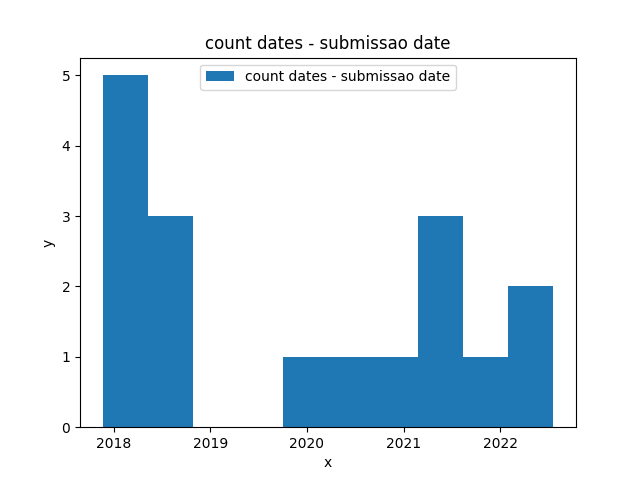 count dates - submissao date
count dates - submissao date
5
4
3
2
1
0
y
2018 2019 2020 2021 2022
x